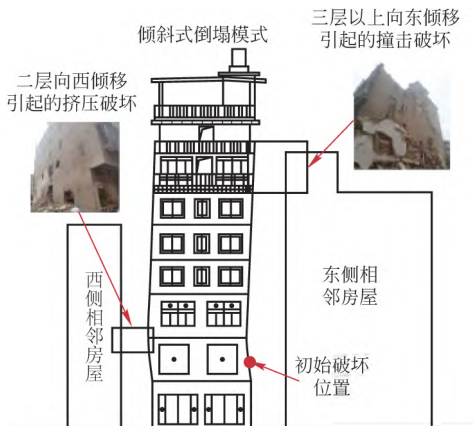 倾斜式倒塌模式
三层以上向东倾移
引起的撞击破坏
二层向西倾移
引起的挤压破坏
西侧相邻房屋
东侧相
邻房屋
初始破坏
位置